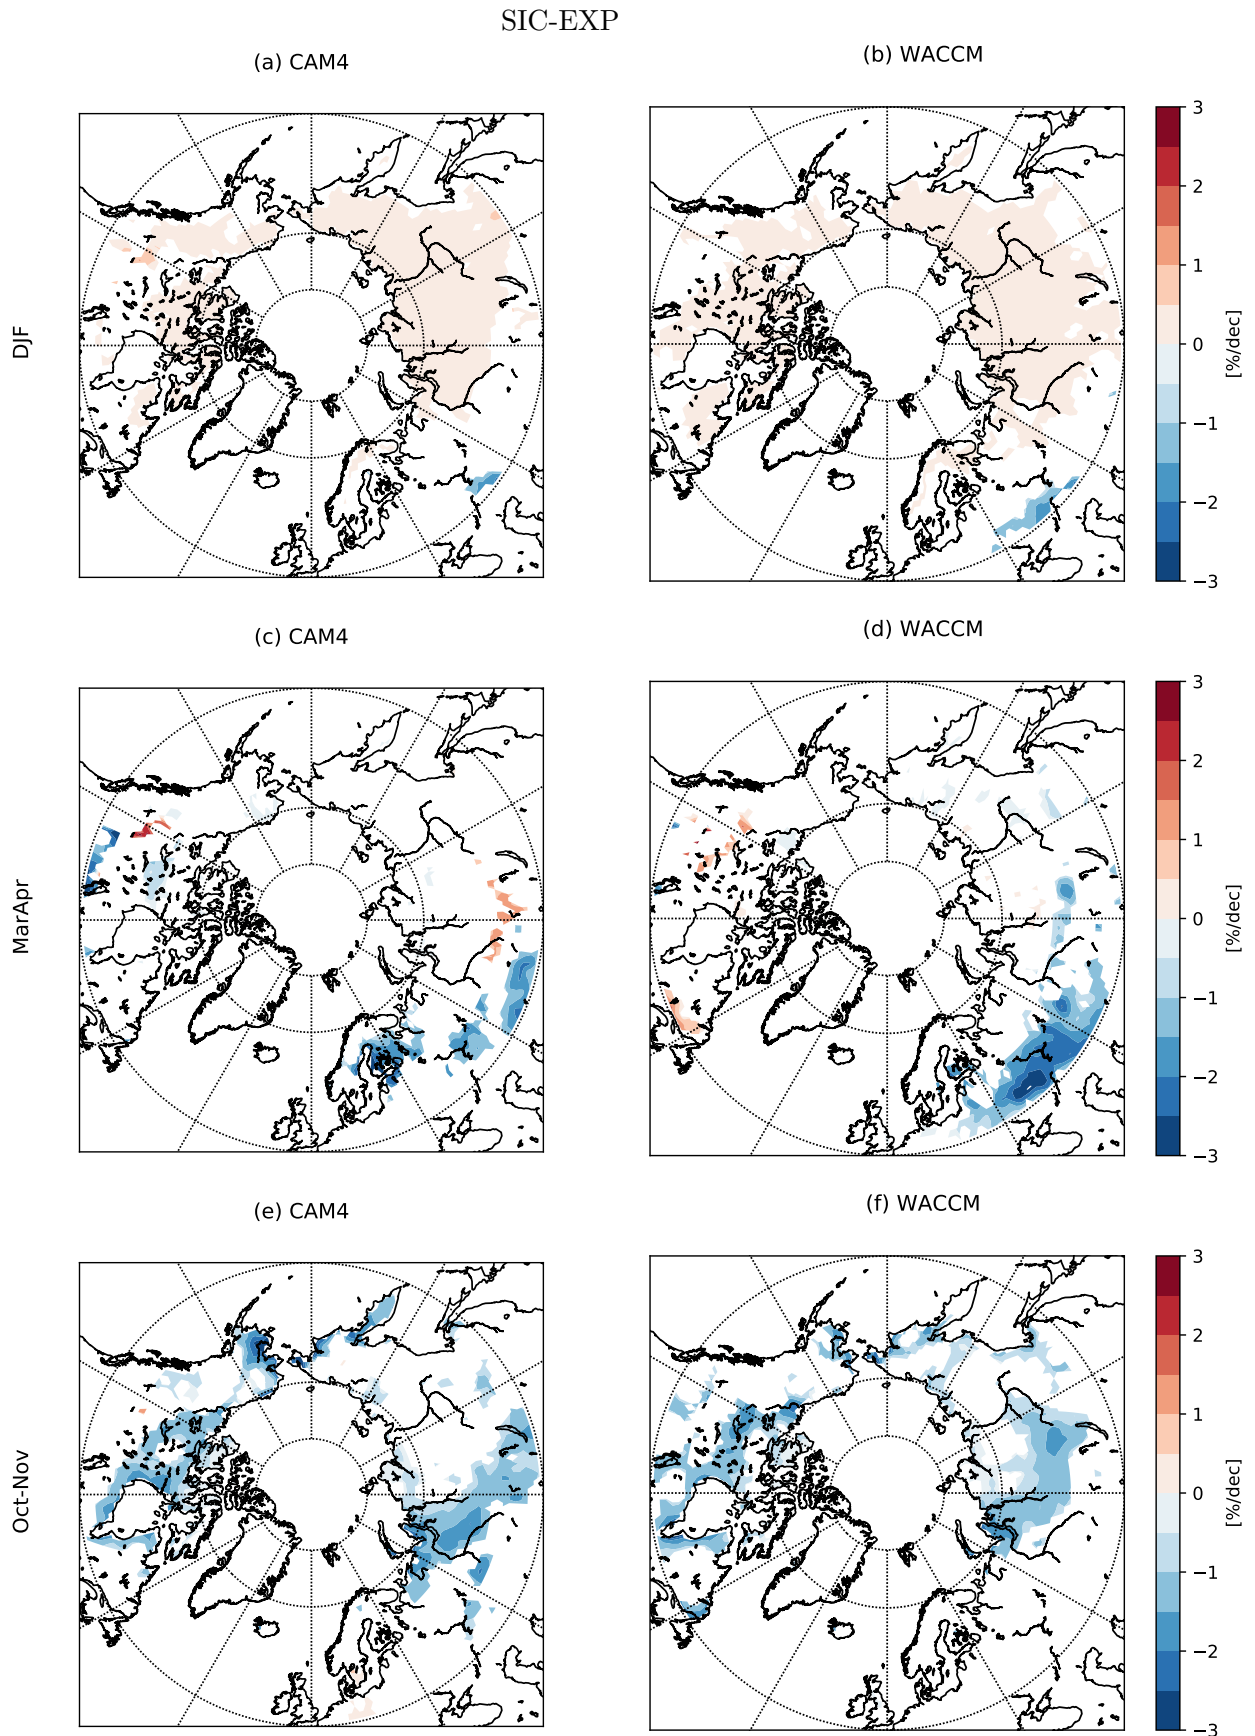 SIC-EXP
(a) CAM4
(b) WACCM
DJF
3
2
1
0
−1
−2
−3
[%/dec]
(c) CAM4
(d) WACCM
MarApr
3
2
1
0
−1
−2
−3
[%/dec]
(e) CAM4
(f) WACCM
Oct-Nov
3
2
1
0
−1
−2
−3
[%/dec]